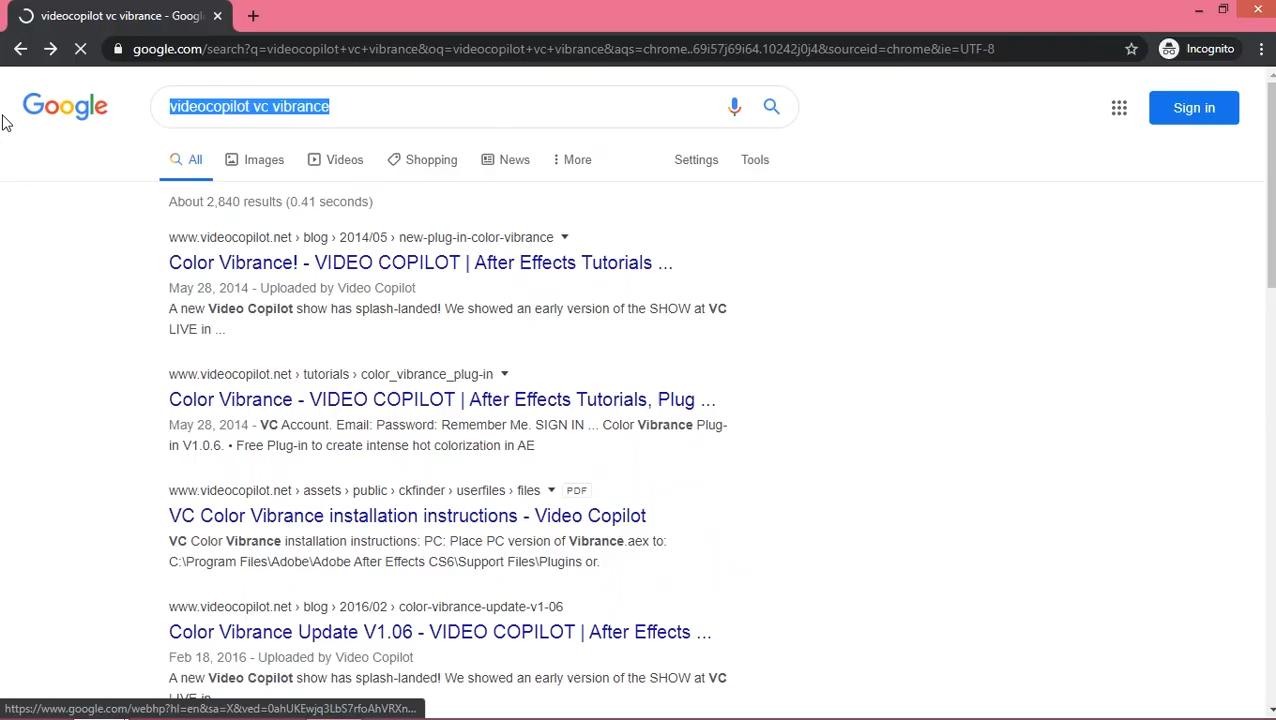 videocopilot vc vibrance - Goog
google.com/search?q=videocopilot+vc+vibrance&oq=videocopilot+vc+vibrance&aqs=chrome..69i57j69i64.10242j0j4&sourceid=chrome&ie=UTF-8
Incognito
Google
videocopilot vc vibrance
Sign in
All Images Videos Shopping News More Settings Tools
About 2,840 results (0.41 seconds)
www.videocopilot.net › blog › 2014/05 › new-plug-in-color-vibrance
Color Vibrance! - VIDEO COPILOT | After Effects Tutorials ...
May 28, 2014 - Uploaded by Video Copilot
A new Video Copilot show has splash-landed! We showed an early version of the SHOW at VC
LIVE in ...
www.videocopilot.net › tutorials › color_vibrance_plug-in
Color Vibrance - VIDEO COPILOT | After Effects Tutorials, Plug ...
May 28, 2014 - VC Account. Email: Password: Remember Me. SIGN IN ... Color Vibrance Plug-
in V1.0.6. • Free Plug-in to create intense hot colorization in AE
www.videocopilot.net › assets › public › ckfinder › userfiles › files PDF
VC Color Vibrance installation instructions - Video Copilot
VC Color Vibrance installation instructions: PC: Place PC version of Vibrance.aex to:
C:\Program Files\Adobe\Adobe After Effects CS6\Support Files\Plugins or.
www.videocopilot.net › blog › 2016/02 › color-vibrance-update-v1-06
Color Vibrance Update V1.06 - VIDEO COPILOT | After Effects ...
Feb 18, 2016 - Uploaded by Video Copilot
A new Video Copilot show has splash-landed! We showed an early version of the SHOW at VC
LIVE in
https://www.google.com/webhp?hl=en&sa=X&ved=0ahUKEwjq3LbS7rfoAhVRXn...